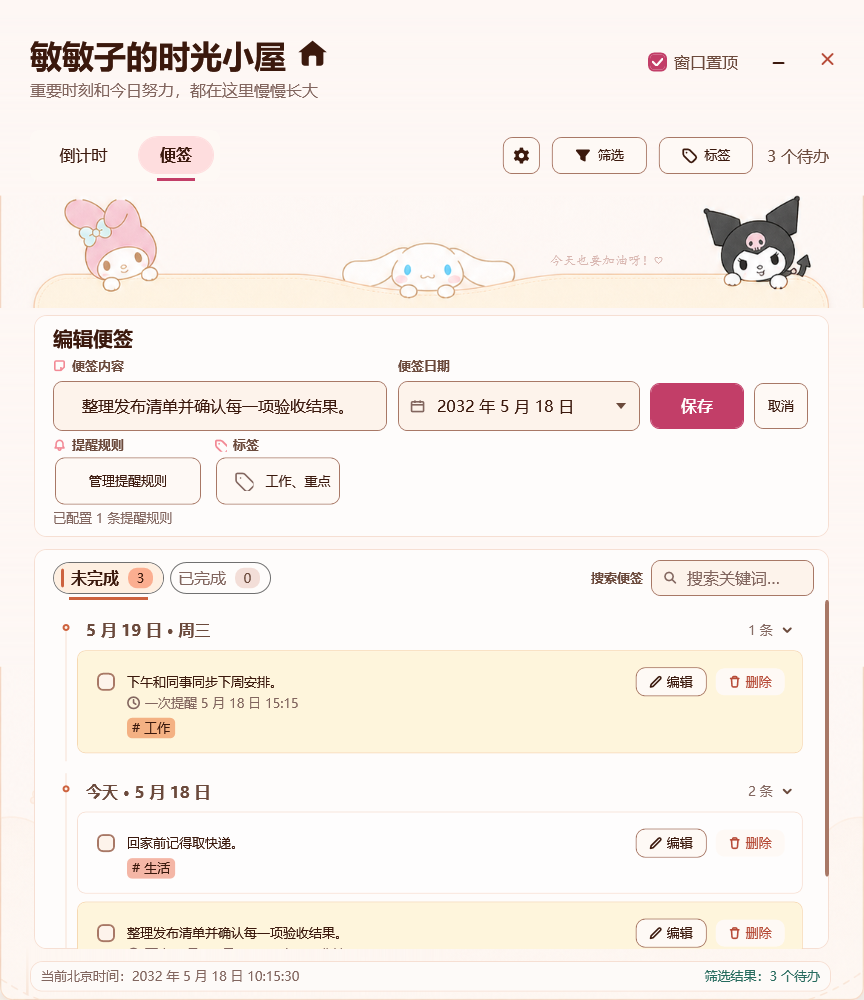 敏敏子的时光小屋
重要时刻和今日努力，都在这里慢慢长大
窗口置顶
倒计时
便签
筛选
标签
3 个待办
今天也要加油呀！♡
编辑便签
便签内容
便签日期
整理发布清单并确认每一项验收结果。
2032 年 5 月 18 日
保存
取消
提醒规则
标签
管理提醒规则
工作、重点
已配置 1 条提醒规则
未完成 3
已完成 0
搜索便签
搜索关键词...
5 月 19 日 • 周三
1 条
下午和同事同步下周安排。
编辑
删除
一次提醒 5 月 18 日 15:15
# 工作
今天 • 5 月 18 日
2 条
回家前记得取快递。
编辑
删除
# 生活
整理发布清单并确认每一项验收结果。
编辑
删除
当前北京时间：2032 年 5 月 18 日 10:15:30
筛选结果：3 个待办